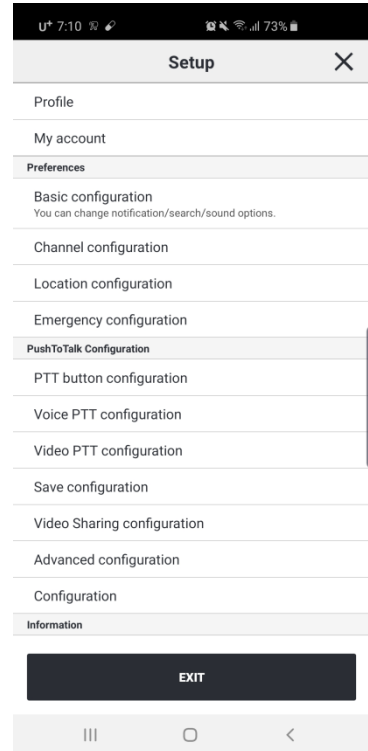 U+ 7:10 73%
Setup
Profile
My account
Preferences
Basic configuration
You can change notification/search/sound options.
Channel configuration
Location configuration
Emergency configuration
PushToTalk Configuration
PTT button configuration
Voice PTT configuration
Video PTT configuration
Save configuration
Video Sharing configuration
Advanced configuration
Configuration
Information
EXIT